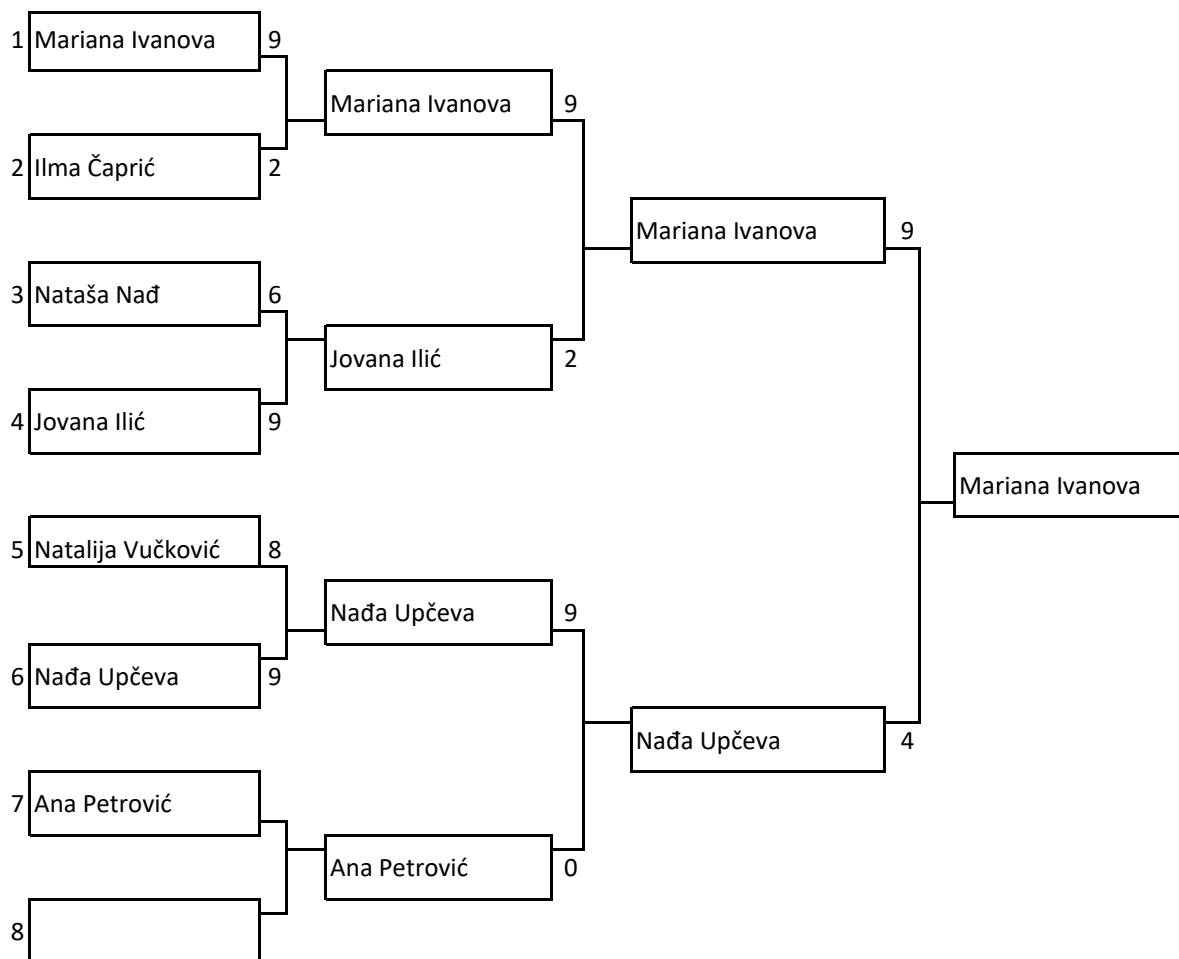 1 Mariana Ivanova 9
Mariana Ivanova 9
2 Ilma Čaprić 2
Mariana Ivanova 9
3 Nataša Nađ 6
Jovana Ilić 2
4 Jovana Ilić 9
Mariana Ivanova
5 Natalija Vučković 8
Nađa Upčeva 9
6 Nađa Upčeva 9
Nađa Upčeva 4
7 Ana Petrović
Ana Petrović 0
8